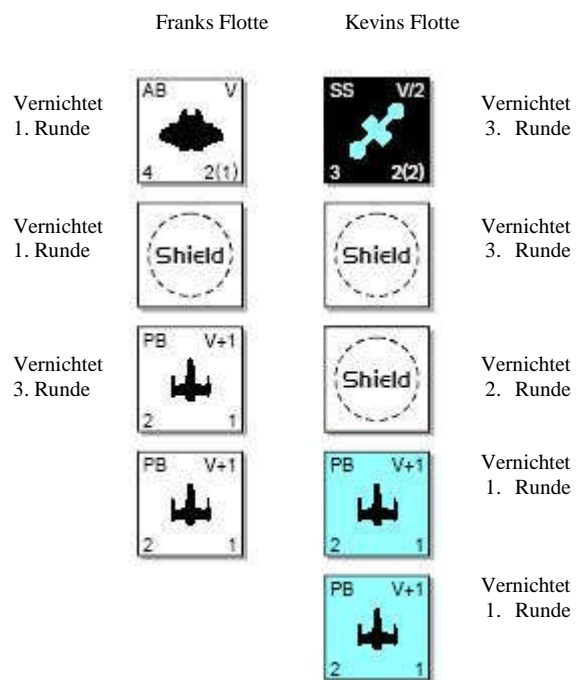 Franks Flotte Kevins Flotte
Vernichtet
1. Runde
AB V
4 2(1)
SS V/2
3 2(2)
Vernichtet
3. Runde
Vernichtet
1. Runde
Shield
Shield
Vernichtet
3. Runde
Vernichtet
3. Runde
PB V+1
2 1
Shield
Vernichtet
2. Runde
PB V+1
2 1
PB V+1
2 1
Vernichtet
1. Runde
PB V+1
2 1
Vernichtet
1. Runde